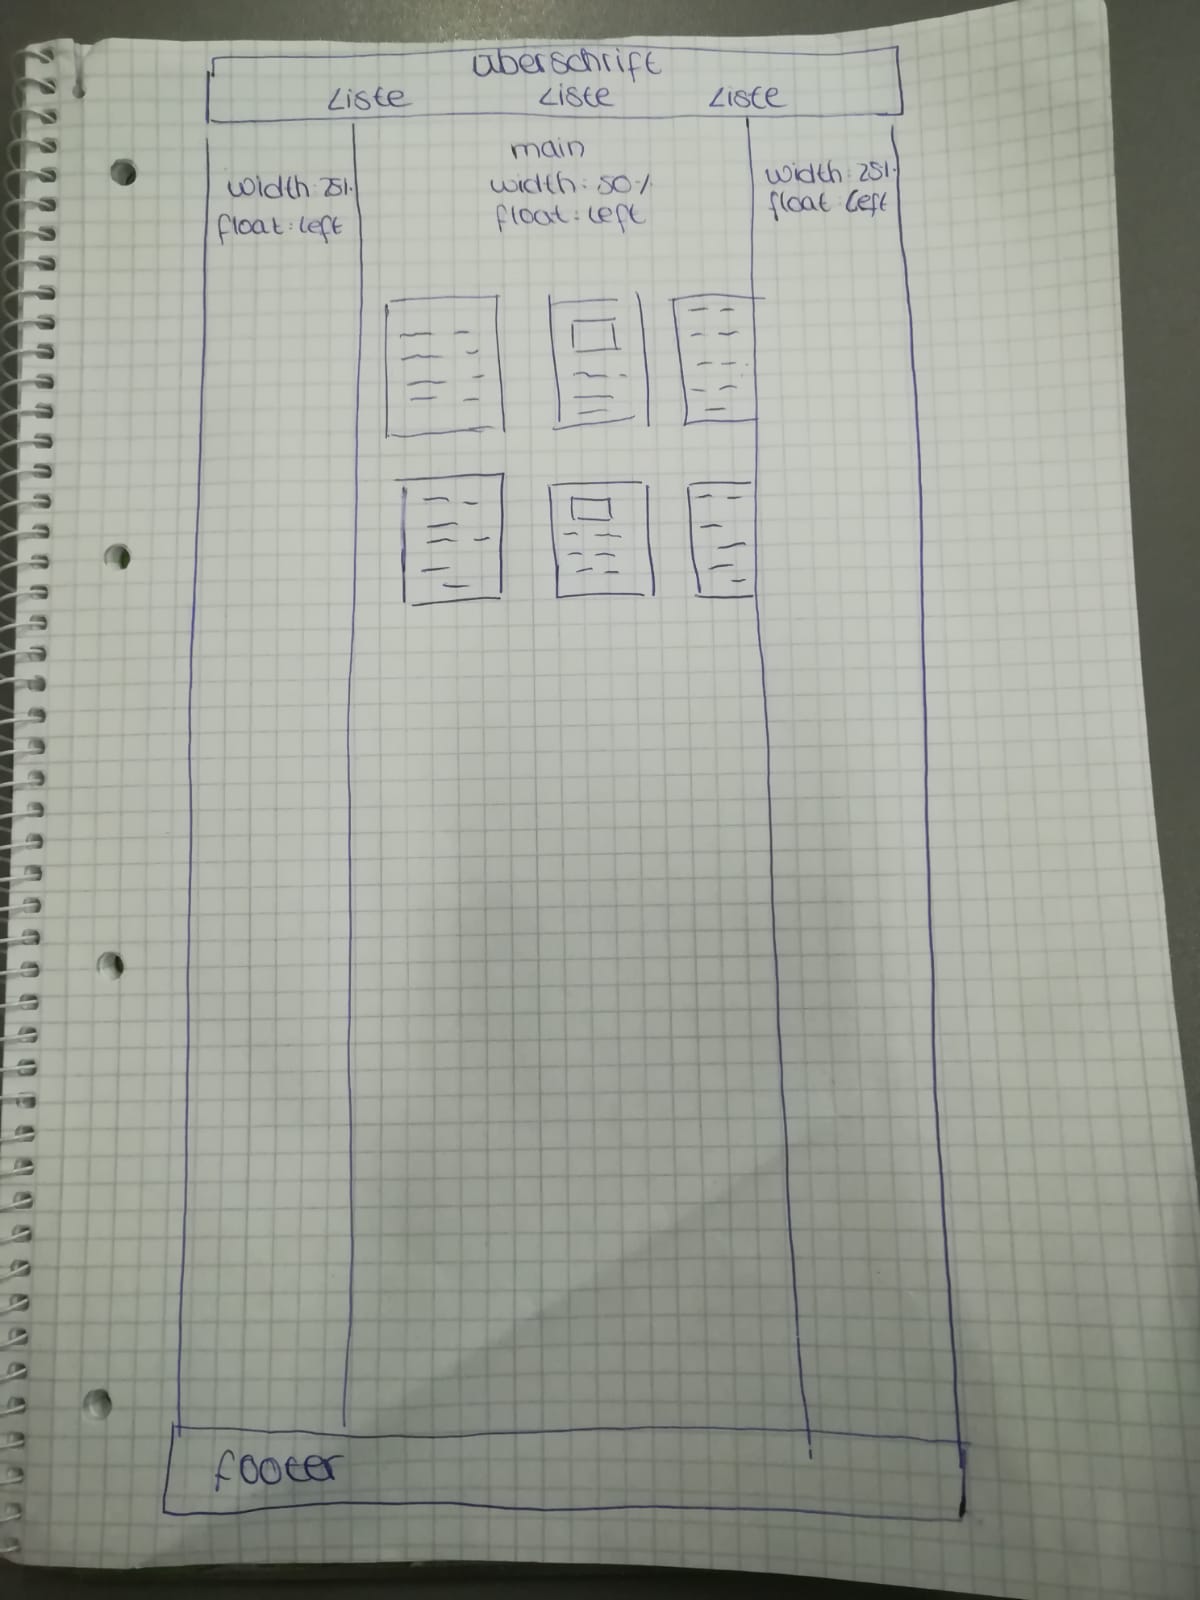 Überschrift
Liste Liste Liste
main
width: 25%
float: left
width: 50%
float: left
width: 25%
float: left
footer